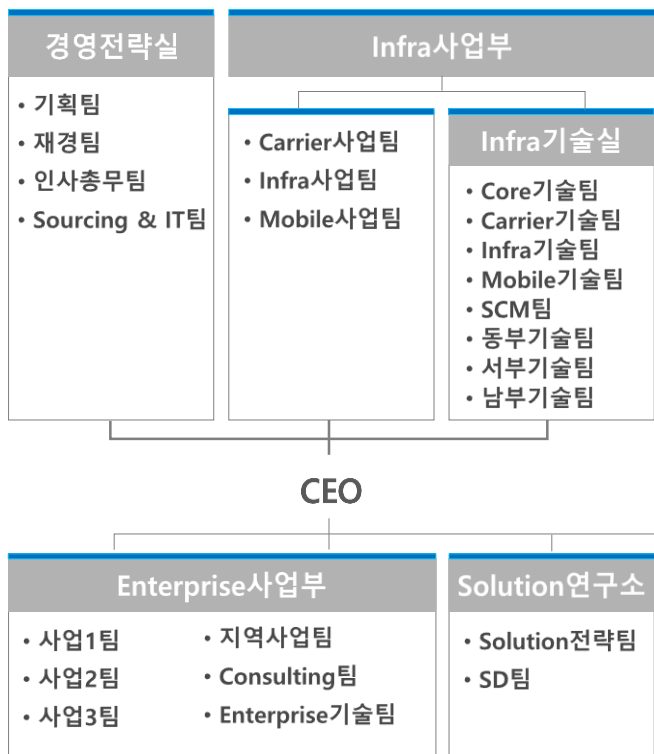 경영전략실
• 기획팀
• 재경팀
• 인사총무팀
• Sourcing & IT팀
Infra사업부
• Carrier사업팀
• Infra사업팀
• Mobile사업팀
Infra기술실
• Core기술팀
• Carrier기술팀
• Infra기술팀
• Mobile기술팀
• SCM팀
• 동부기술팀
• 서부기술팀
• 남부기술팀
CEO
Enterprise사업부
• 사업1팀
• 사업2팀
• 사업3팀
• 지역사업팀
• Consulting팀
• Enterprise기술팀
Solution연구소
• Solution전략팀
• SD팀